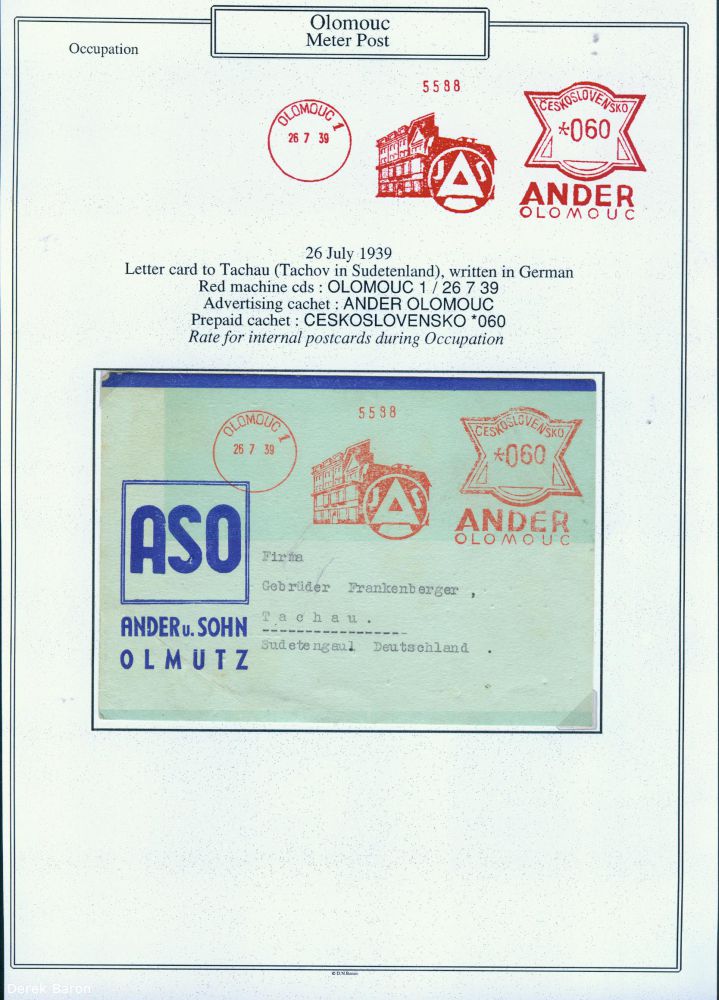 Olomouc
Meter Post
Occupation
5588
OLOMOUC 1
26 7 39
ČESKOSLOVENSKO
*060
ASO
ANDER
OLOMOUC
26 July 1939
Letter card to Tachau (Tachov in Sudetenland), written in German
Red machine cds : OLOMOUC 1 / 26 7 39
Advertising cachet : ANDER OLOMOUC
Prepaid cachet : CESKOSLOVENSKO *060
Rate for internal postcards during Occupation
5588
OLOMOUC 1
26 7 39
ČESKOSLOVENSKO
*060
ANDER
OLOMOUC
ASO
ANDER u. SOHN
OLMUTZ
Firma
Gebrüder Frankenberger ,
Tachau .
Sudetengaul Deutschland .
© D.N.Baron
Derek Baron